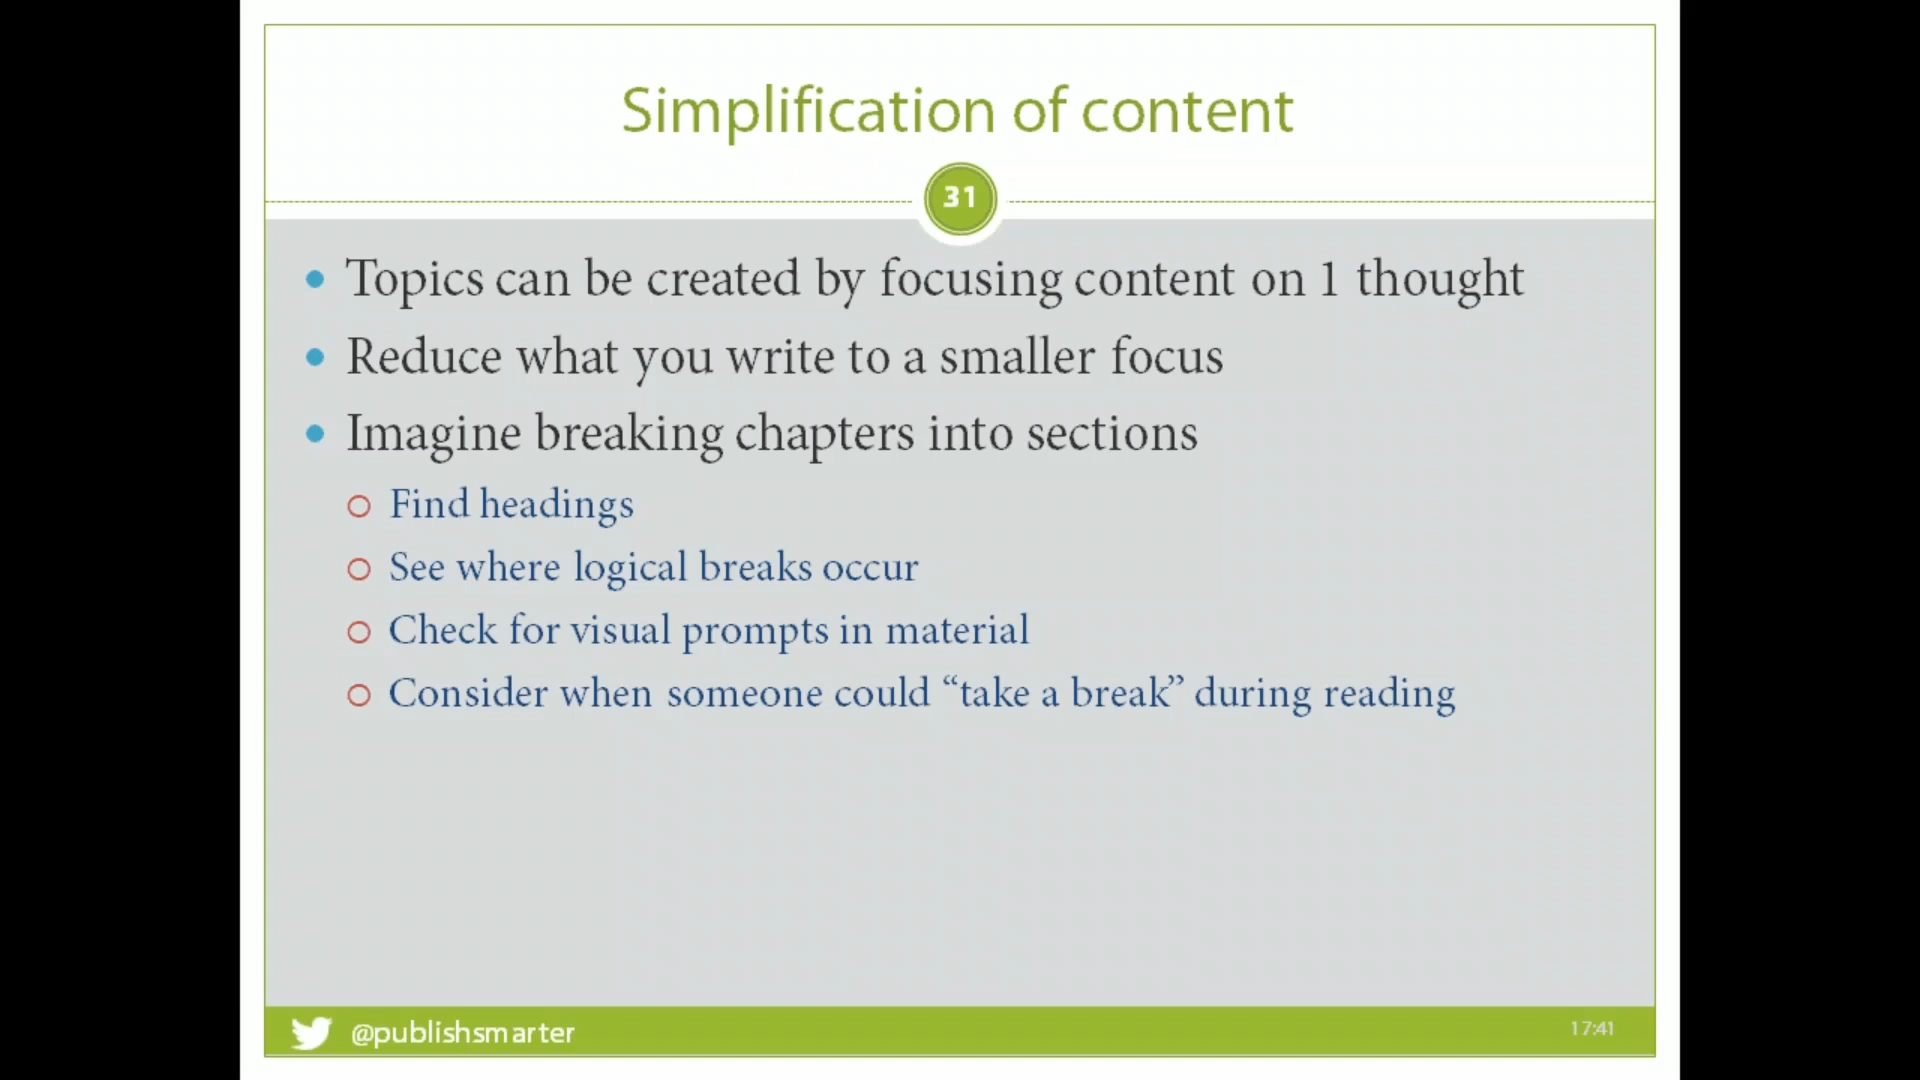 Simplification of content
31
Topics can be created by focusing content on 1 thought
Reduce what you write to a smaller focus
Imagine breaking chapters into sections
Find headings
See where logical breaks occur
Check for visual prompts in material
Consider when someone could “take a break” during reading
@publishsmarter
17:41